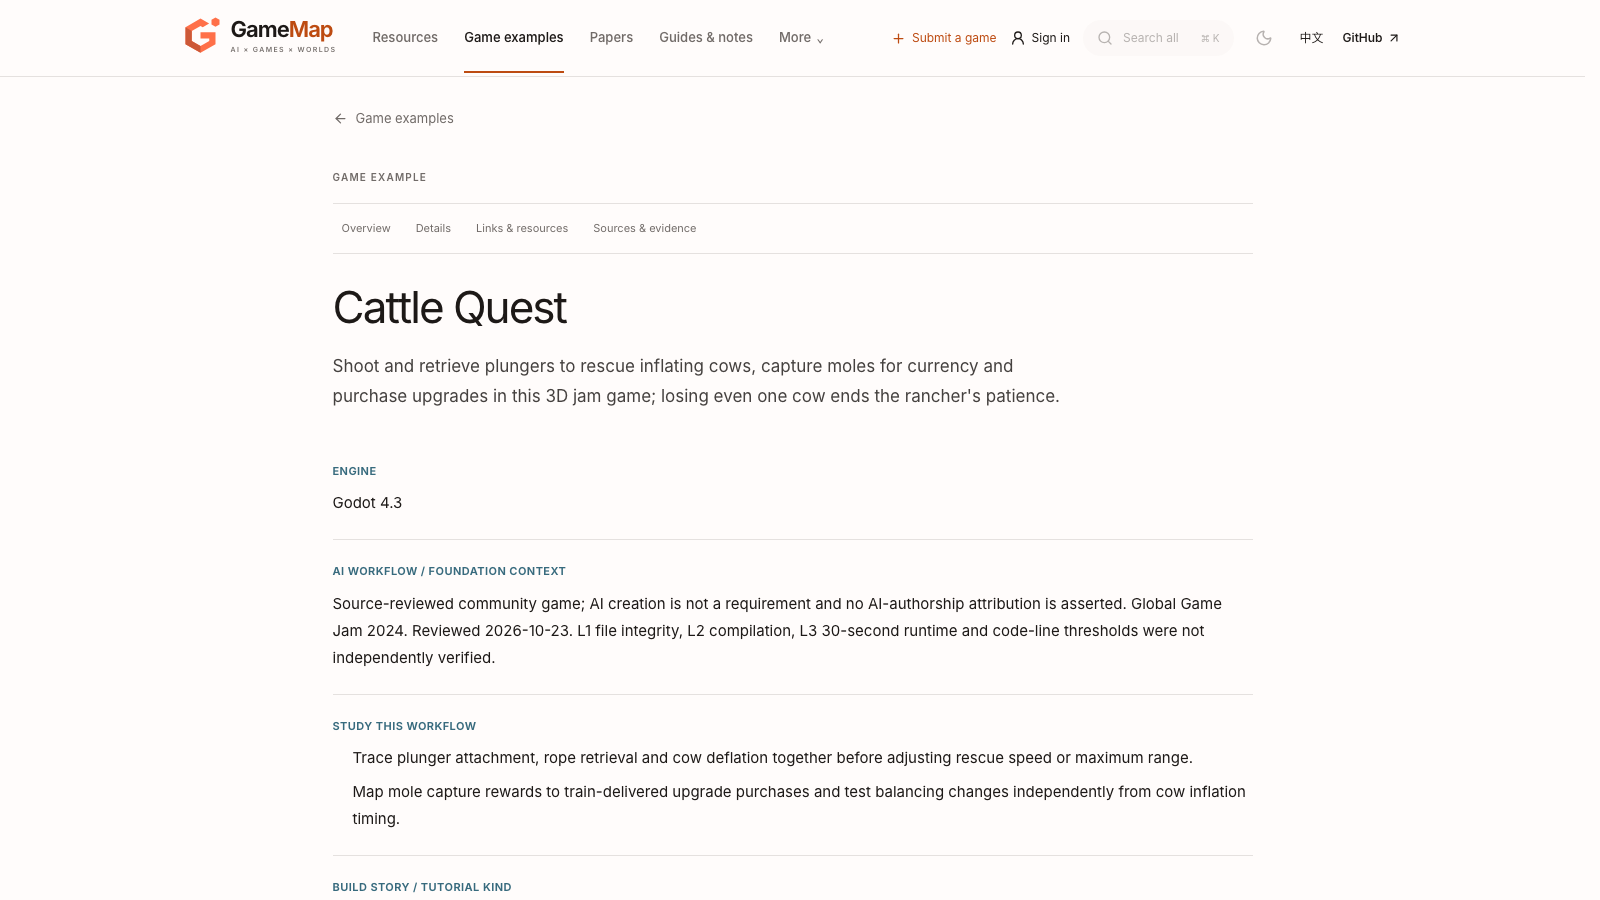 GameMap
AI × GAMES × WORLDS
Resources
Game examples
Papers
Guides & notes
More
Submit a game
Sign in
Search all
⌘ K
中文
GitHub
Game examples
GAME EXAMPLE
Overview
Details
Links & resources
Sources & evidence
Cattle Quest
Shoot and retrieve plungers to rescue inflating cows, capture moles for currency and
purchase upgrades in this 3D jam game; losing even one cow ends the rancher's patience.
ENGINE
Godot 4.3
AI WORKFLOW / FOUNDATION CONTEXT
Source-reviewed community game; AI creation is not a requirement and no AI-authorship attribution is asserted. Global Game
Jam 2024. Reviewed 2026-10-23. L1 file integrity, L2 compilation, L3 30-second runtime and code-line thresholds were not
independently verified.
STUDY THIS WORKFLOW
Trace plunger attachment, rope retrieval and cow deflation together before adjusting rescue speed or maximum range.
Map mole capture rewards to train-delivered upgrade purchases and test balancing changes independently from cow inflation
timing.
BUILD STORY / TUTORIAL KIND